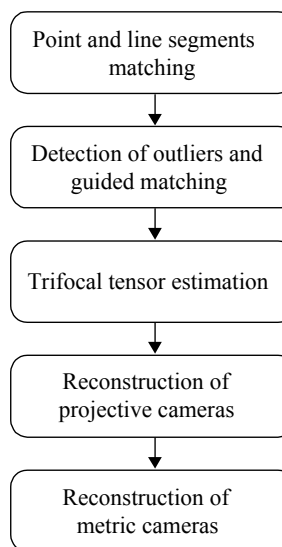 Point and line segments
matching
Detection of outliers and
guided matching
Trifocal tensor estimation
Reconstruction of
projective cameras
Reconstruction of
metric cameras